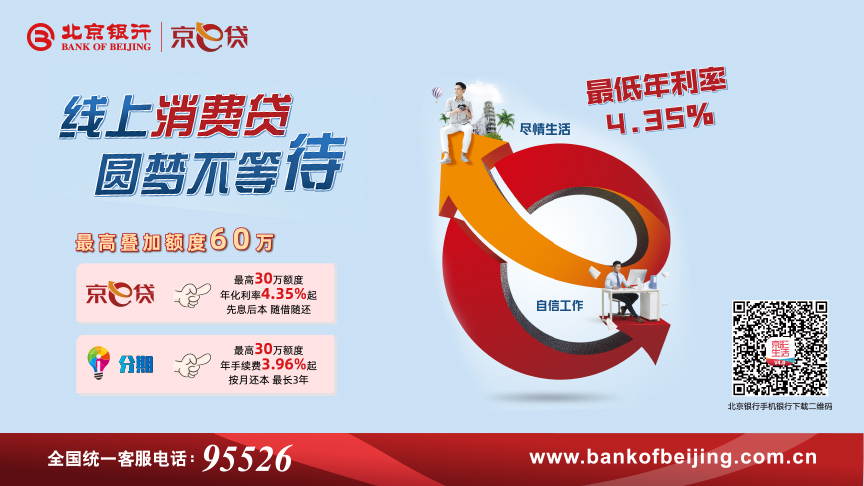 北京银行
BANK OF BEIJING
京e贷
线上消费贷
圆梦不等待
最高叠加额度60万
京e贷
最高30万额度
年化利率4.35%起
先息后本 随借随还
分期
最高30万额度
年手续费3.96%起
按月还本 最长3年
最低年利率
4.35%
尽情生活
自信工作
京彩
生活
V4.0
北京银行手机银行下载二维码
全国统一客服电话：95526
www.bankofbeijing.com.cn